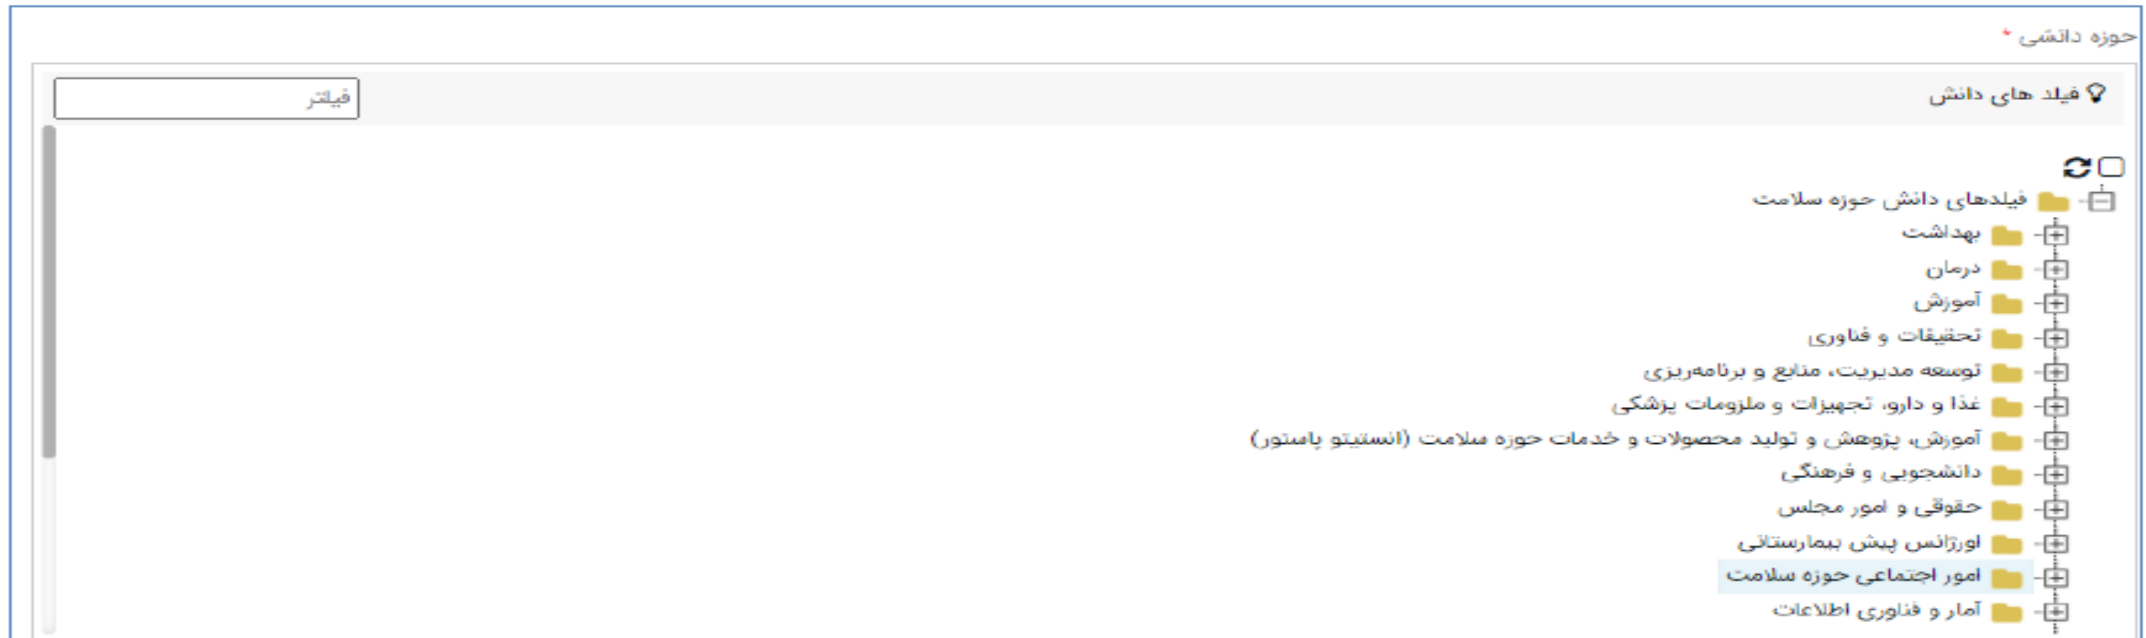 حوزه دانشی *
فیلد های دانش
فیلتر
فیلدهای دانش حوزه سلامت
بهداشت
درمان
آموزش
تحقیقات و فناوری
توسعه مدیریت، منابع و برنامه‌ریزی
غذا و دارو، تجهیزات و ملزومات پزشکی
آموزش، پژوهش و تولید محصولات و خدمات حوزه سلامت (انستیتو پاستور)
دانشجویی و فرهنگی
حقوقی و امور مجلس
اورژانس پیش بیمارستانی
امور اجتماعی حوزه سلامت
آمار و فناوری اطلاعات